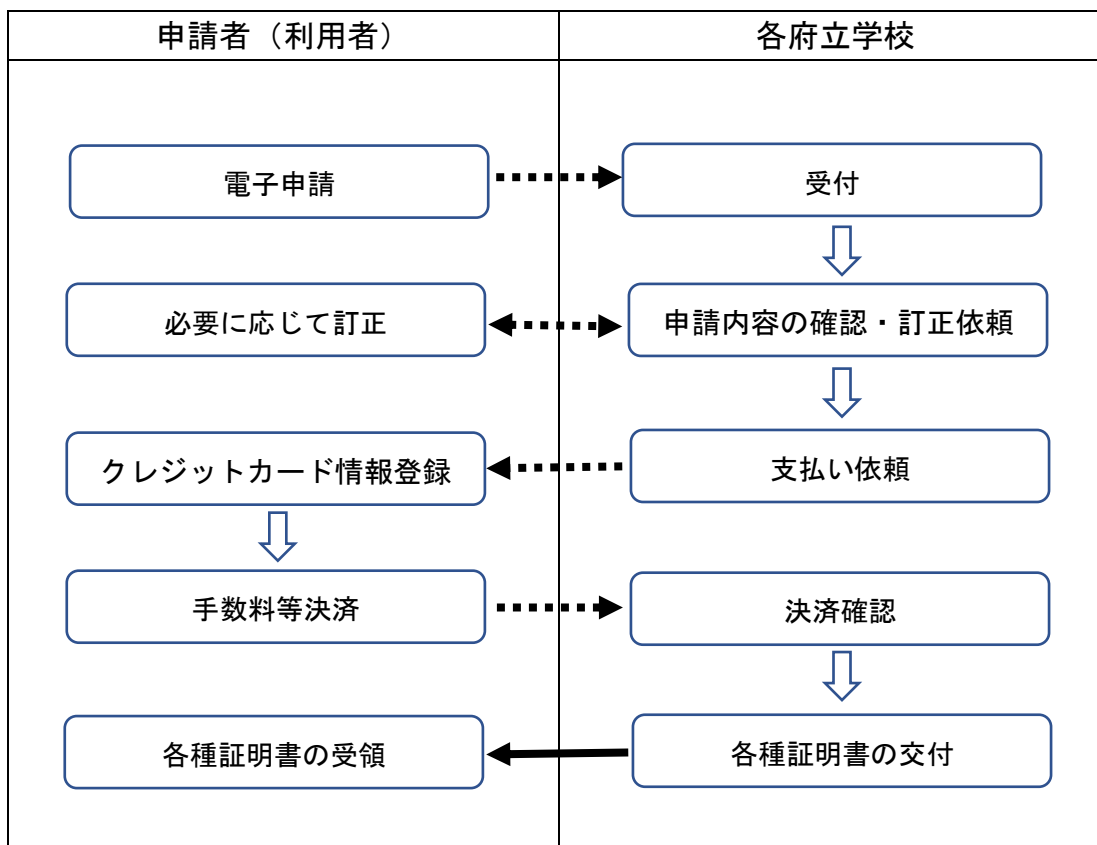 申請者（利用者）
各府立学校
電子申請
受付
必要に応じて訂正
申請内容の確認・訂正依頼
クレジットカード情報登録
支払い依頼
手数料等決済
決済確認
各種証明書の受領
各種証明書の交付